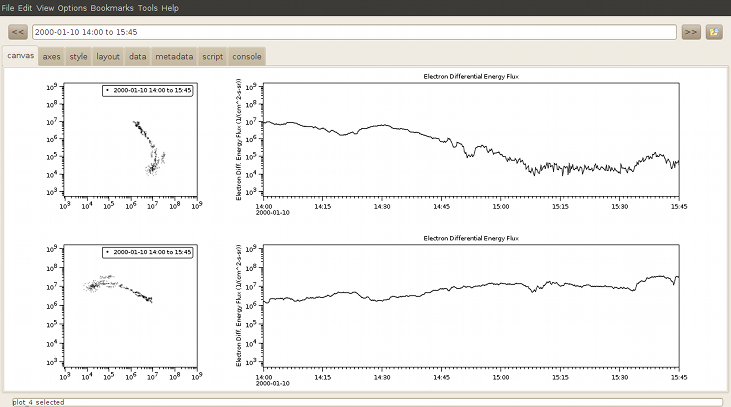 File Edit View Options Bookmarks Tools Help
<< 2000-01-10 14:00 to 15:45 >>
canvas axes style layout data metadata script console
Electron Differential Energy Flux
2000-01-10 14:00 to 15:45
10^9
10^8
10^7
10^6
10^5
10^4
10^3
10^3 10^4 10^5 10^6 10^7 10^8 10^9
Electron Diff. Energy Flux (1/(cm^2-s-sr))
10^9
10^8
10^7
10^6
10^5
10^4
10^3
14:00 14:15 14:30 14:45 15:00 15:15 15:30 15:45
2000-01-10
Electron Differential Energy Flux
2000-01-10 14:00 to 15:45
10^9
10^8
10^7
10^6
10^5
10^4
10^3
10^3 10^4 10^5 10^6 10^7 10^8 10^9
Electron Diff. Energy Flux (1/(cm^2-s-sr))
10^9
10^8
10^7
10^6
10^5
10^4
10^3
14:00 14:15 14:30 14:45 15:00 15:15 15:30 15:45
2000-01-10
plot_4 selected